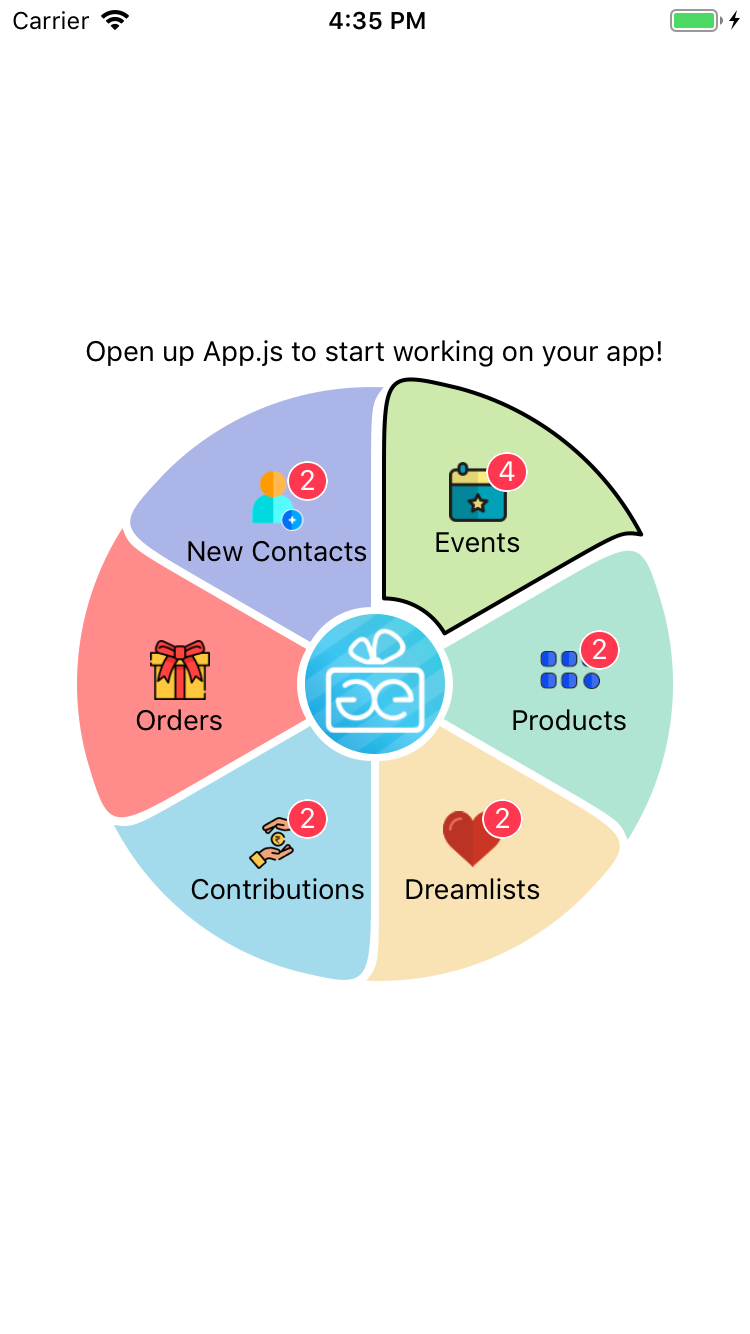 Carrier 4:35 PM
Open up App.js to start working on your app!
4
2
Events
New Contacts
2
Orders
Products
2
2
Contributions
Dreamlists